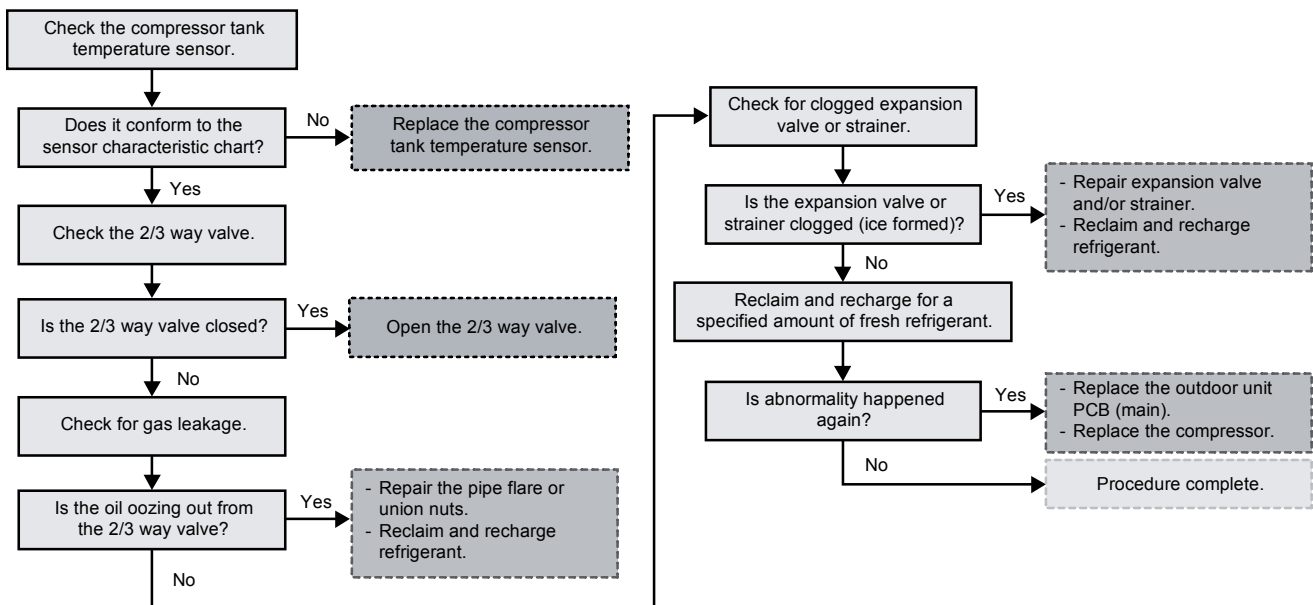 Check the compressor tank
temperature sensor.
Does it conform to the
sensor characteristic chart?
No
Replace the compressor
tank temperature sensor.
Yes
Check the 2/3 way valve.
Is the 2/3 way valve closed?
Yes
Open the 2/3 way valve.
No
Check for gas leakage.
Is the oil oozing out from
the 2/3 way valve?
Yes
- Repair the pipe flare or
union nuts.
- Reclaim and recharge
refrigerant.
No
Check for clogged expansion
valve or strainer.
Is the expansion valve or
strainer clogged (ice formed)?
Yes
- Repair expansion valve
and/or strainer.
- Reclaim and recharge
refrigerant.
No
Reclaim and recharge for a
specified amount of fresh refrigerant.
Is abnormality happened
again?
Yes
- Replace the outdoor unit
PCB (main).
- Replace the compressor.
No
Procedure complete.